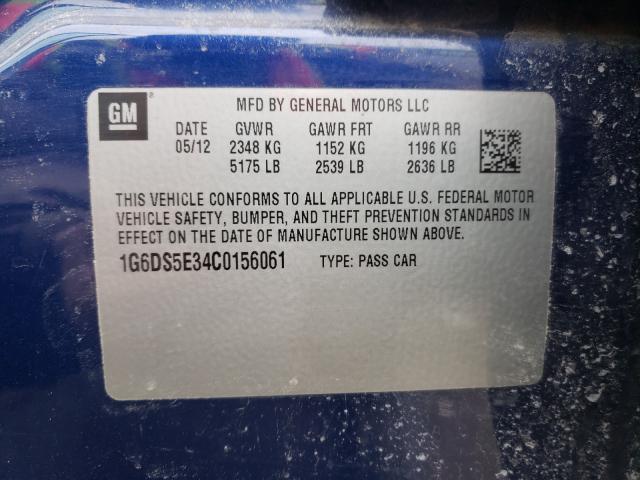 GM
MFD BY GENERAL MOTORS LLC
DATE GVWR GAWR FRT GAWR RR
05/12 2348 KG 1152 KG 1196 KG
5175 LB 2539 LB 2636 LB
THIS VEHICLE CONFORMS TO ALL APPLICABLE U.S. FEDERAL MOTOR
VEHICLE SAFETY, BUMPER, AND THEFT PREVENTION STANDARDS IN
EFFECT ON THE DATE OF MANUFACTURE SHOWN ABOVE.
1G6DS5E34C0156061 TYPE: PASS CAR